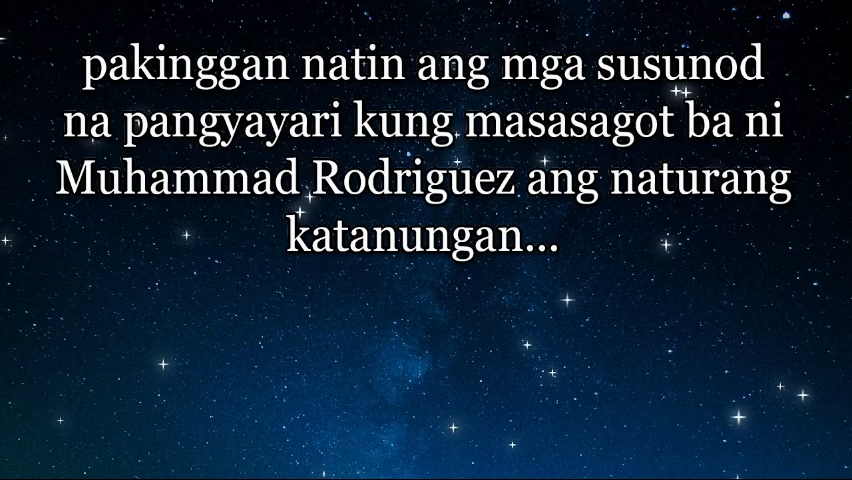 pakinggan natin ang mga susunod
na pangyayari kung masasagot ba ni
Muhammad Rodriguez ang naturang
katanungan...